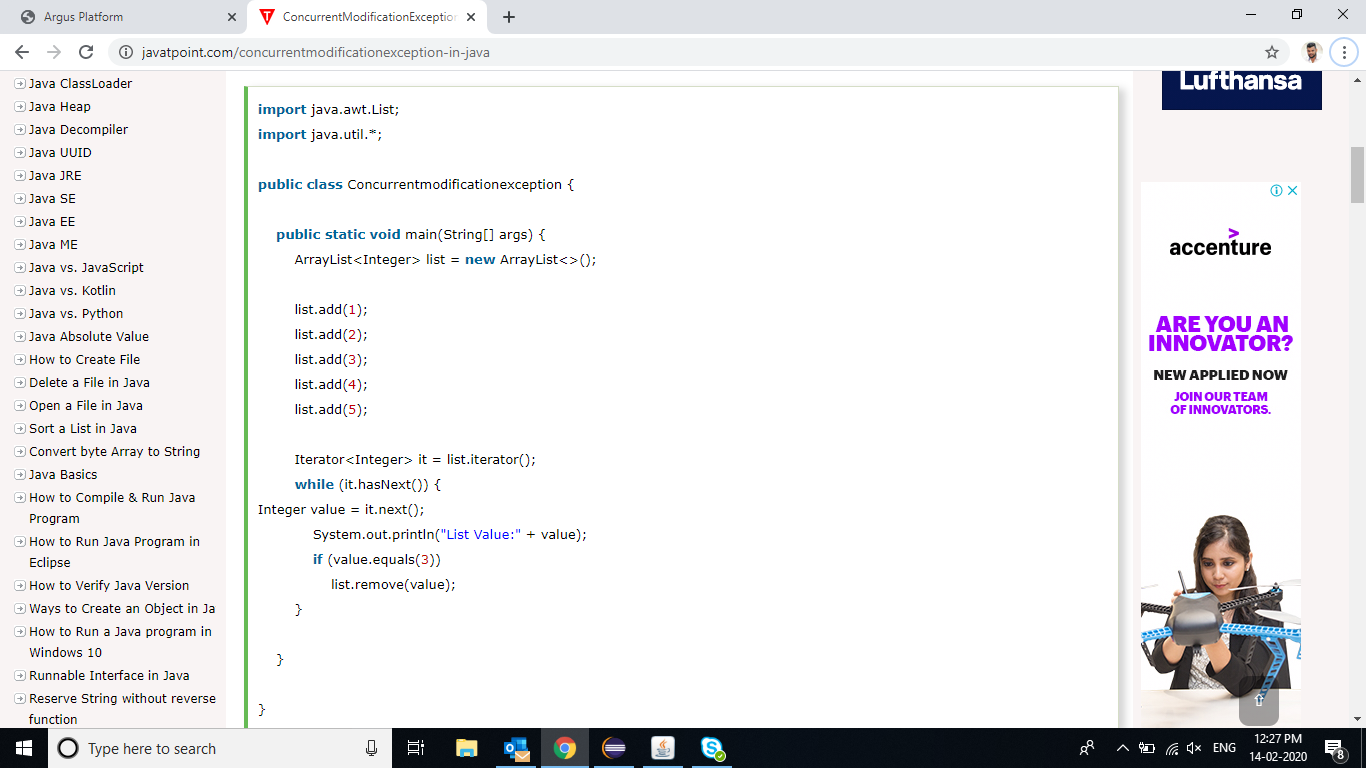 Argus Platform
ConcurrentModificationException
javatpoint.com/concurrentmodificationexception-in-java
Java ClassLoader
Java Heap
Java Decompiler
Java UUID
Java JRE
Java SE
Java EE
Java ME
Java vs. JavaScript
Java vs. Kotlin
Java vs. Python
Java Absolute Value
How to Create File
Delete a File in Java
Open a File in Java
Sort a List in Java
Convert byte Array to String
Java Basics
How to Compile & Run Java
Program
How to Run Java Program in
Eclipse
How to Verify Java Version
Ways to Create an Object in Ja
How to Run a Java program in
Windows 10
Runnable Interface in Java
Reserve String without reverse
function
import java.awt.List;
import java.util.*;
public class Concurrentmodificationexception {
public static void main(String[] args) {
ArrayList<Integer> list = new ArrayList<>();
list.add(1);
list.add(2);
list.add(3);
list.add(4);
list.add(5);
Iterator<Integer> it = list.iterator();
while (it.hasNext()) {
Integer value = it.next();
System.out.println("List Value:" + value);
if (value.equals(3))
list.remove(value);
}
}
}
Lufthansa
>
accenture
ARE YOU AN
INNOVATOR?
NEW APPLIED NOW
JOIN OUR TEAM
OF INNOVATORS.
Type here to search
ENG
12:27 PM
14-02-2020
8